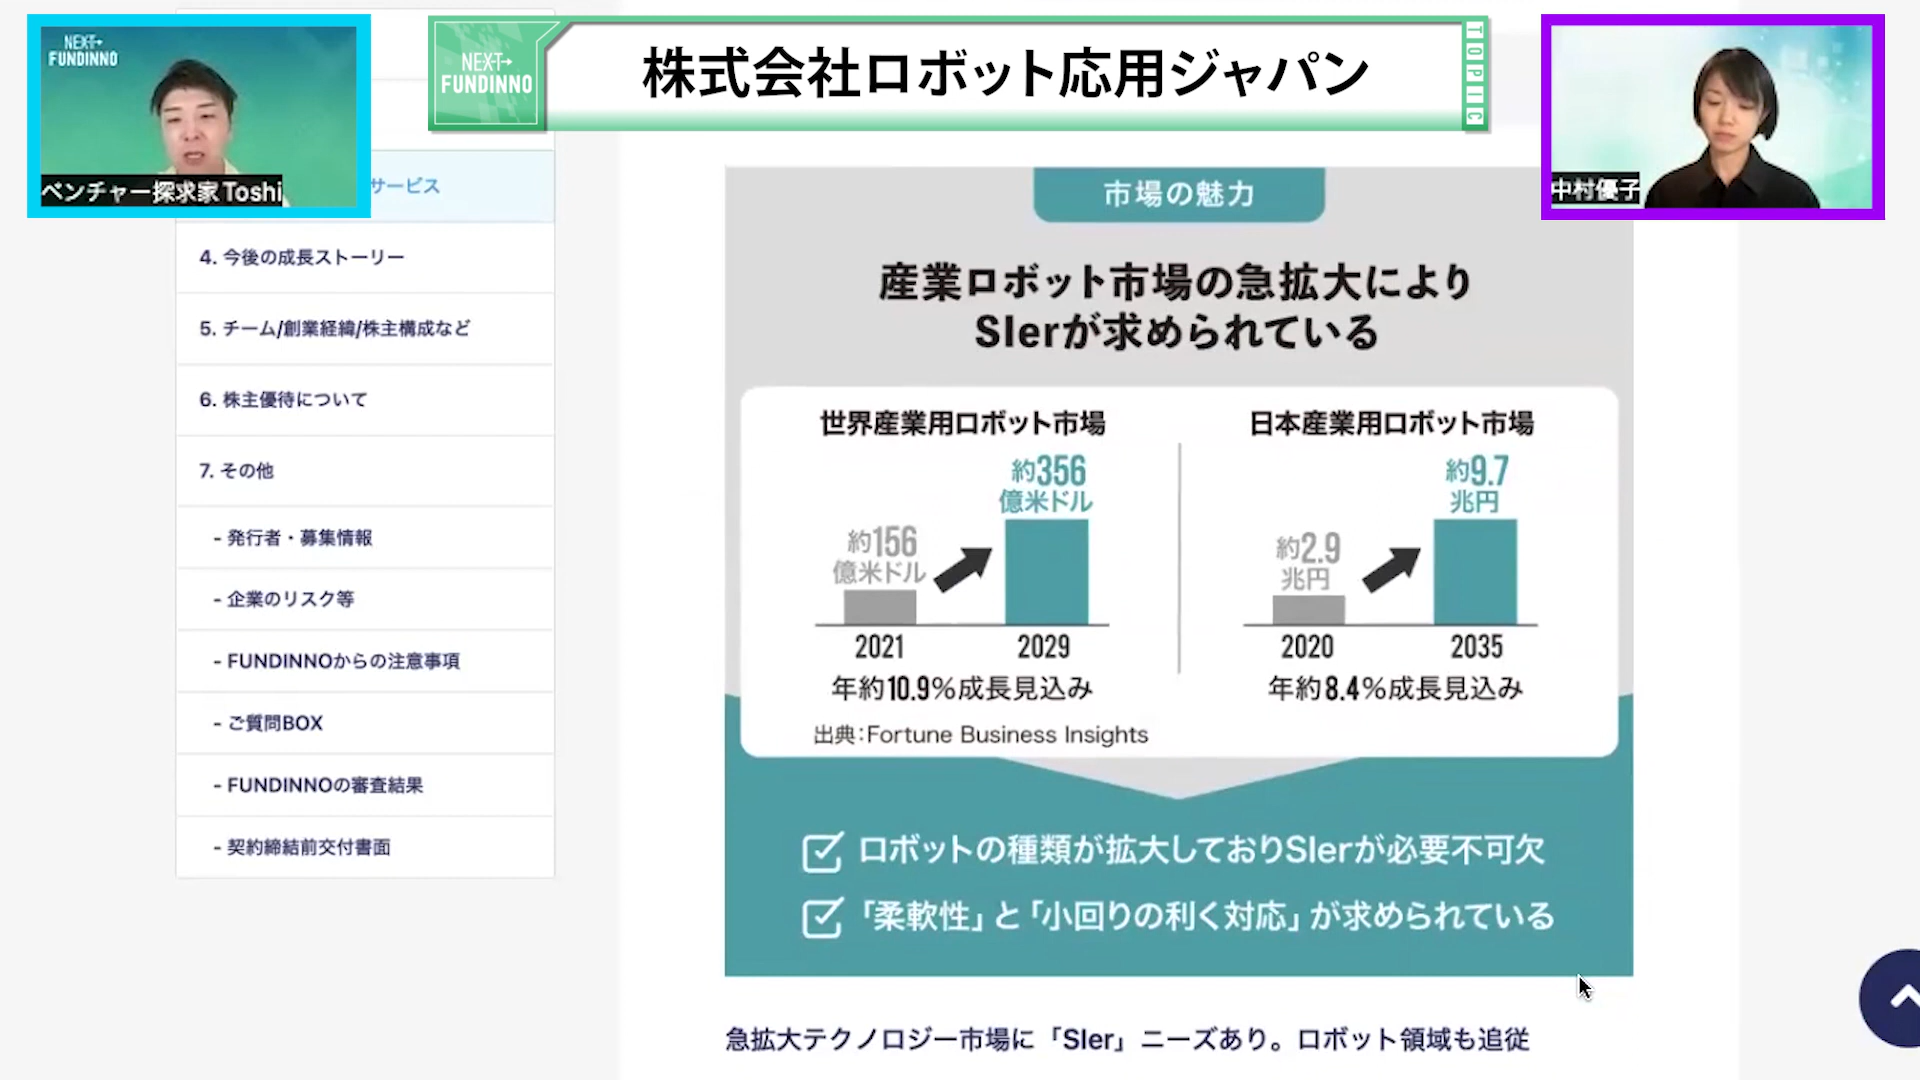 NEXT→
FUNDINNO
ベンチャー探求家 Toshi
NEXT→
FUNDINNO
株式会社ロボット応用ジャパン
TOPIC
中村優子
サービス
4. 今後の成長ストーリー
5. チーム/創業経緯/株主構成など
6. 株主優待について
7. その他
- 発行者・募集情報
- 企業のリスク等
- FUNDINNOからの注意事項
- ご質問BOX
- FUNDINNOの審査結果
- 契約締結前交付書面
市場の魅力
産業ロボット市場の急拡大により
SIerが求められている
世界産業用ロボット市場
約156
億米ドル
約356
億米ドル
2021
2029
年約10.9%成長見込み
出典：Fortune Business Insights
日本産業用ロボット市場
約2.9
兆円
約9.7
兆円
2020
2035
年約8.4%成長見込み
ロボットの種類が拡大しておりSIerが必要不可欠
「柔軟性」と「小回りの利く対応」が求められている
急拡大テクノロジー市場に「SIer」ニーズあり。ロボット領域も追従